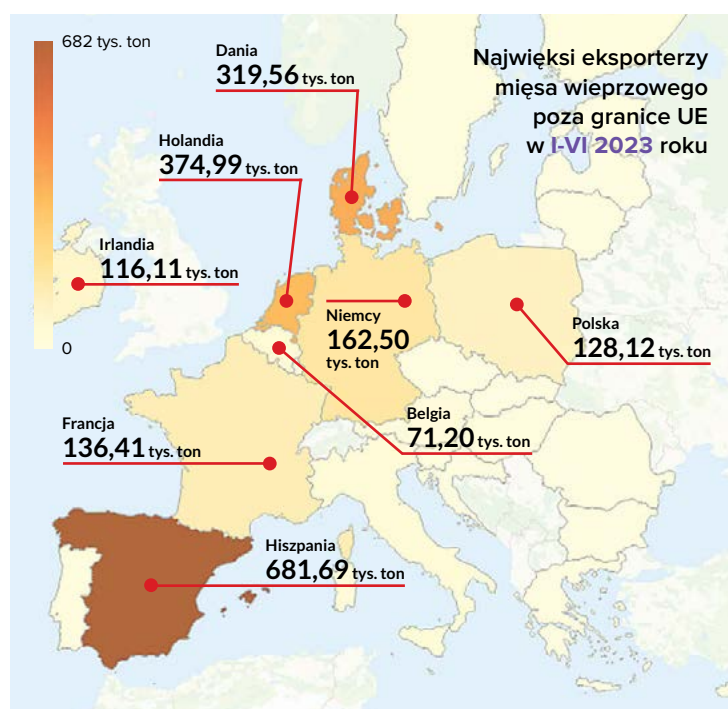 682 tys. ton
0
Największi eksporterzy
mięsa wieprzowego
poza granice UE
w I-VI 2023 roku
Dania
319,56 tys. ton
Holandia
374,99 tys. ton
Irlandia
116,11 tys. ton
Niemcy
162,50
tys. ton
Polska
128,12 tys. ton
Belgia
71,20 tys. ton
Francja
136,41 tys. ton
Hiszpania
681,69 tys. ton